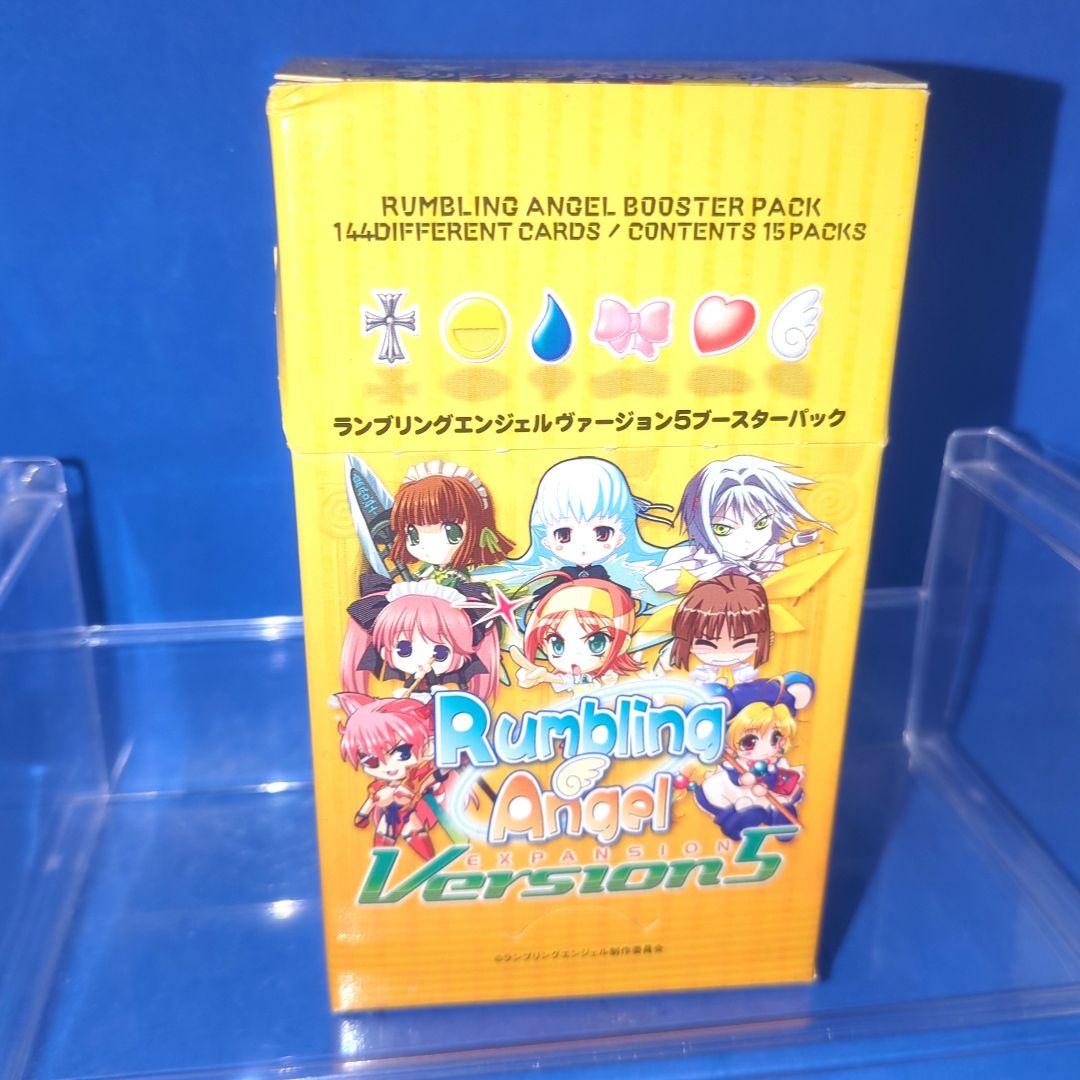 RUMBLING ANGEL BOOSTER PACK
144DIFFERENT CARDS / CONTENTS 15PACKS
ランブリングエンジェルヴァージョン5ブースターパック
Rumbling
Angel
EXPANSION
Version5
©ランブリングエンジェル制作委員会